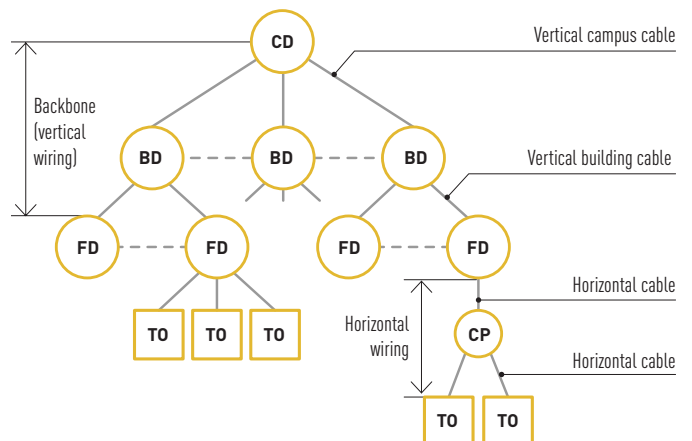 CD
Vertical campus cable
Backbone
(vertical
wiring)
BD
BD
BD
Vertical building cable
FD
FD
FD
FD
Horizontal cable
TO
TO
TO
Horizontal
wiring
CP
Horizontal cable
TO
TO